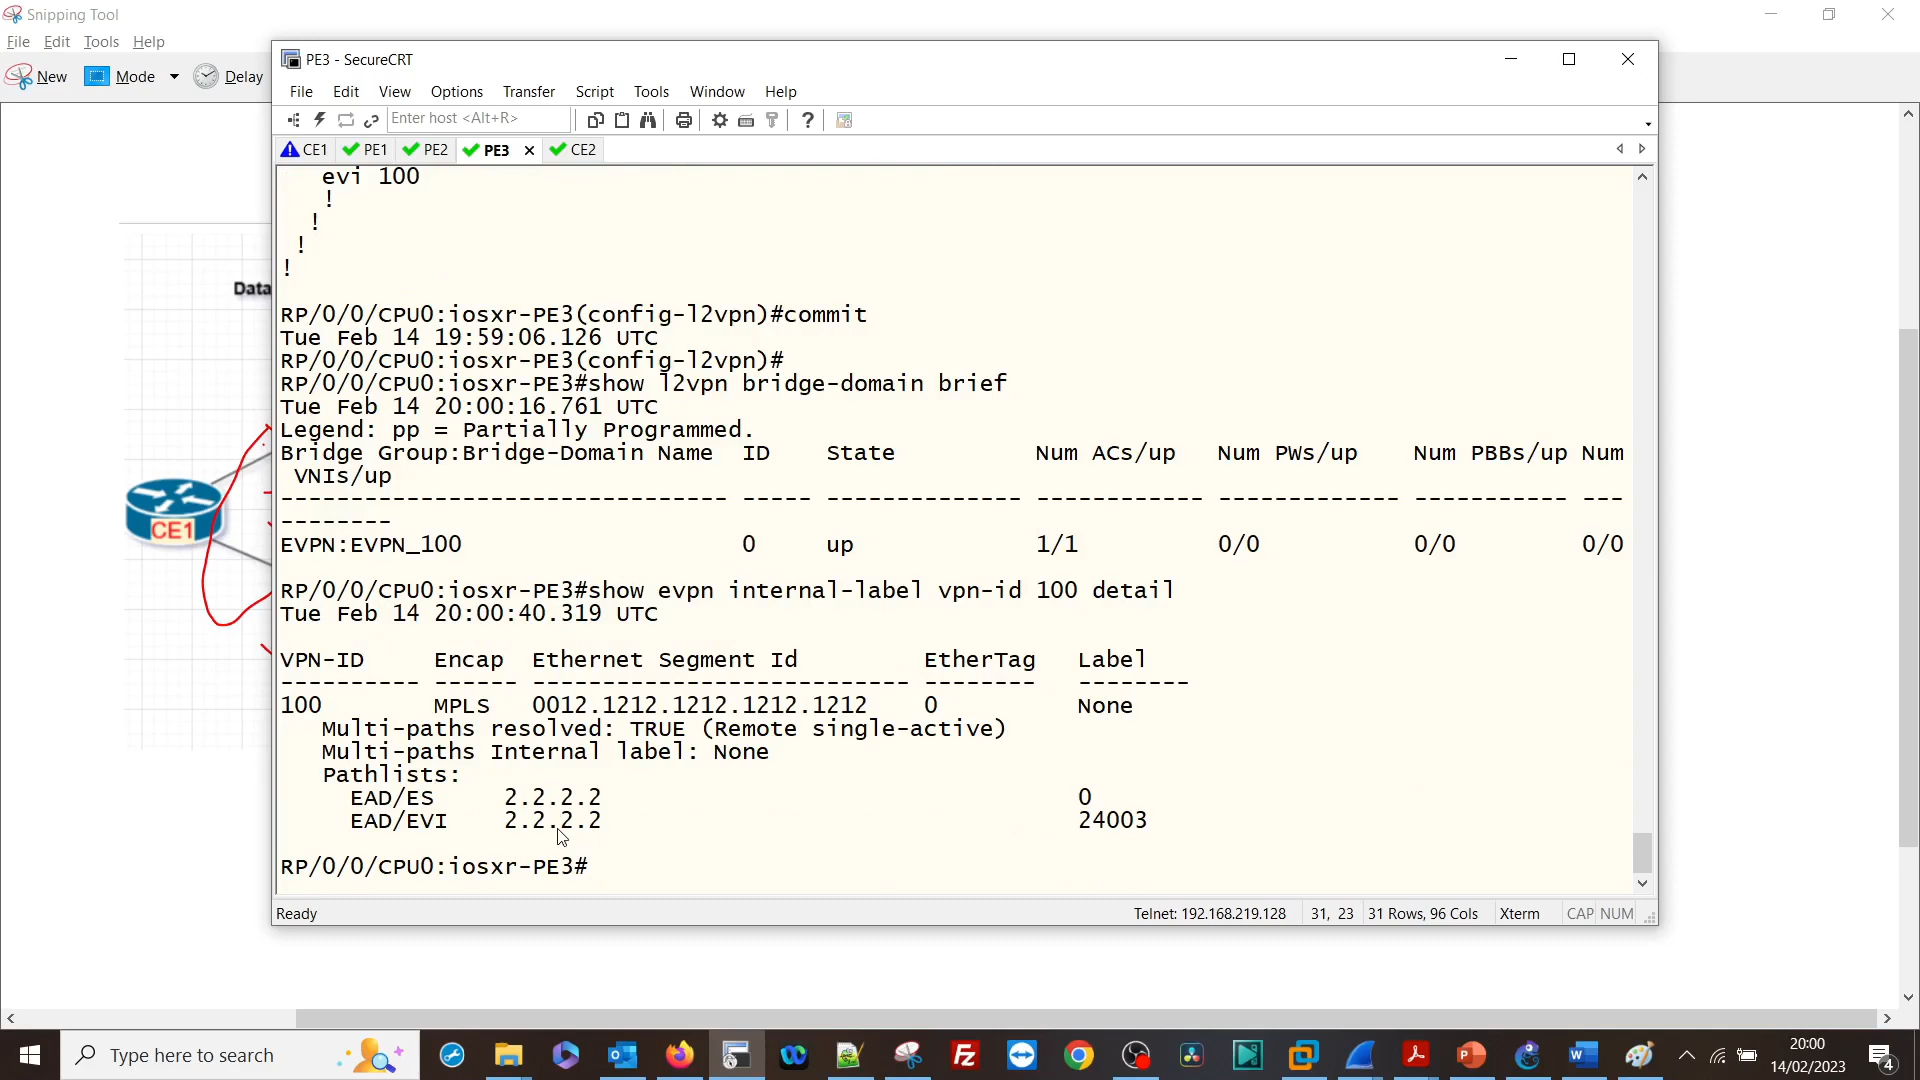 Snipping Tool
File Edit Tools Help
New Mode Delay
PE3 - SecureCRT
File Edit View Options Transfer Script Tools Window Help
Enter host <Alt+R>
CE1 PE1 PE2 PE3 CE2
evi 100
!
!
!
!
RP/0/0/CPU0:iosxr-PE3(config-l2vpn)#commit
Tue Feb 14 19:59:06.126 UTC
RP/0/0/CPU0:iosxr-PE3(config-l2vpn)#
RP/0/0/CPU0:iosxr-PE3#show l2vpn bridge-domain brief
Tue Feb 14 20:00:16.761 UTC
Legend: pp = Partially Programmed.
Bridge Group:Bridge-Domain Name ID State Num ACs/up Num PWs/up Num PBBs/up Num
VNIs/up
-------------------------------- ----- -------------- ------------ ------------- ----------- ---
--------
EVPN:EVPN_100 0 up 1/1 0/0 0/0 0/0
RP/0/0/CPU0:iosxr-PE3#show evpn internal-label vpn-id 100 detail
Tue Feb 14 20:00:40.319 UTC
VPN-ID Encap Ethernet Segment Id EtherTag Label
---------- ------ --------------------------- -------- --------
100 MPLS 0012.1212.1212.1212.1212 0 None
Multi-paths resolved: TRUE (Remote single-active)
Multi-paths Internal label: None
Pathlists:
EAD/ES 2.2.2.2 0
EAD/EVI 2.2.2.2 24003
RP/0/0/CPU0:iosxr-PE3#
Ready Telnet: 192.168.219.128 31, 23 31 Rows, 96 Cols Xterm CAP NUM
Data
CE1
Type here to search
20:00
14/02/2023
4